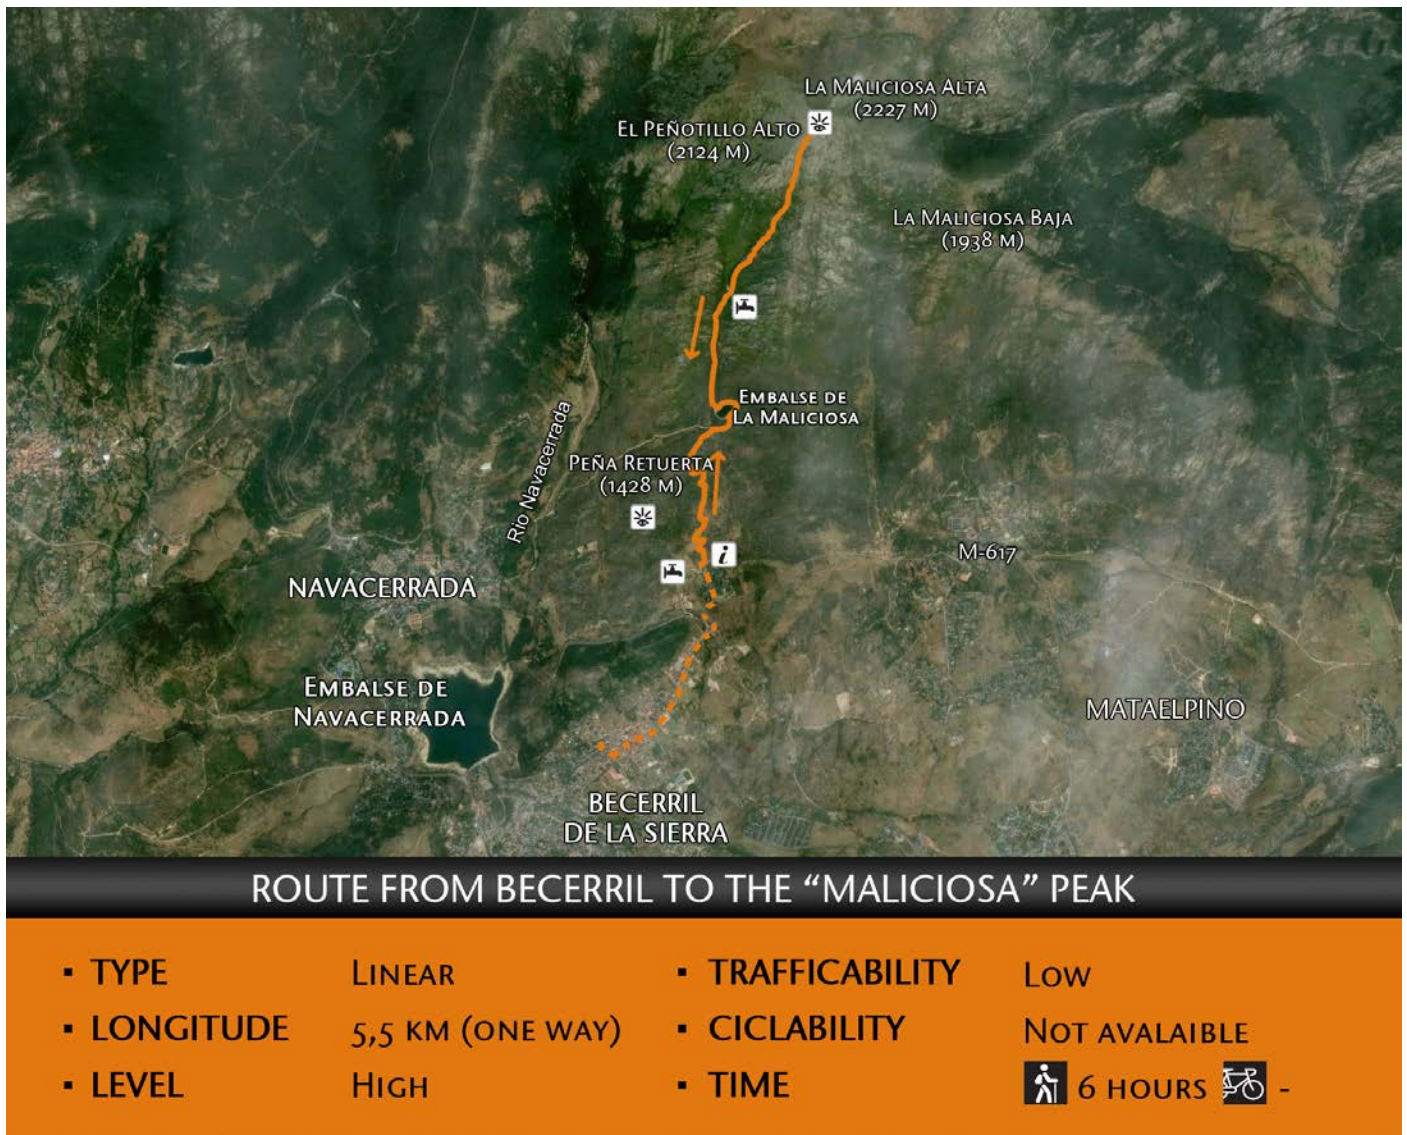 La Maliciosa Alta
(2227 m)
El Peñotillo Alto
(2124 m)
La Maliciosa Baja
(1938 m)
Embalse de
La Maliciosa
Rio Navacerrada
Peña Retuerta
(1428 m)
i
M-617
NAVACERRADA
Embalse de
Navacerrada
MATAELPINO
BECERRIL
DE LA SIERRA
ROUTE FROM BECERRIL TO THE “MALICIOSA” PEAK
▪ TYPE Linear
▪ LONGITUDE 5,5 km (one way)
▪ LEVEL High
▪ TRAFFICABILITY Low
▪ CICLABILITY Not avalaible
▪ TIME 6 hours -